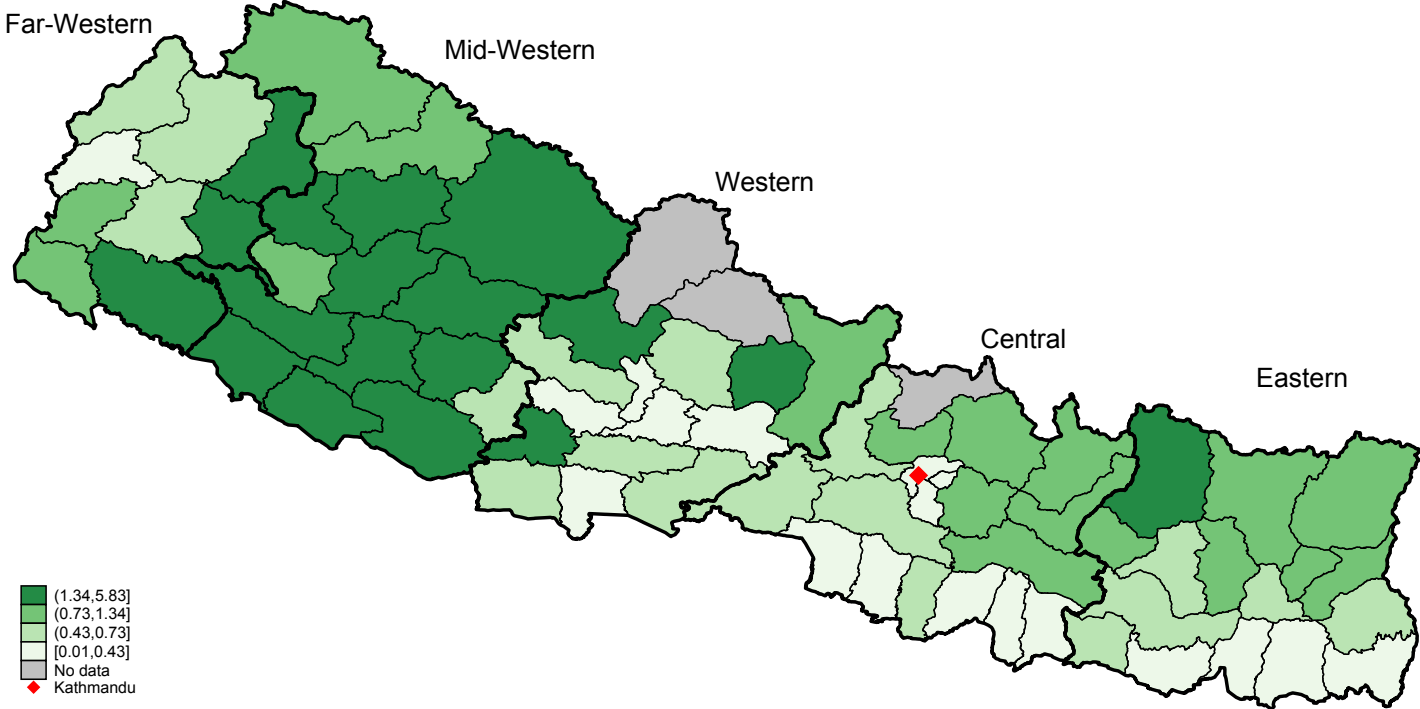 Far-Western
Mid-Western
Western
Central
Eastern
(1.34,5.83]
(0.73,1.34]
(0.43,0.73]
[0.01,0.43]
No data
Kathmandu